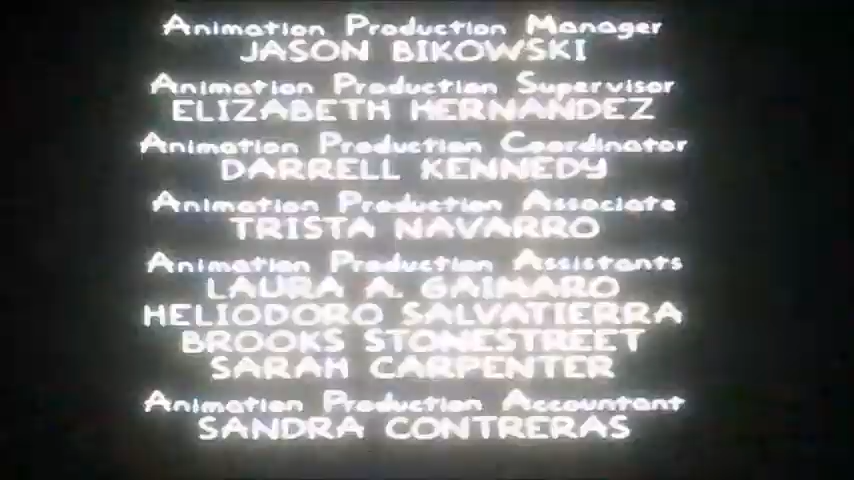 Animation Production Manager
JASON BIKOWSKI
Animation Production Supervisor
ELIZABETH HERNANDEZ
Animation Production Coordinator
DARRELL KENNEDY
Animation Production Associate
TRISTA NAVARRO
Animation Production Assistants
LAURA A. GAIMARO
HELIODORO SALVATIERRA
BROOKS STONESTREET
SARAH CARPENTER
Animation Production Accountant
SANDRA CONTRERAS